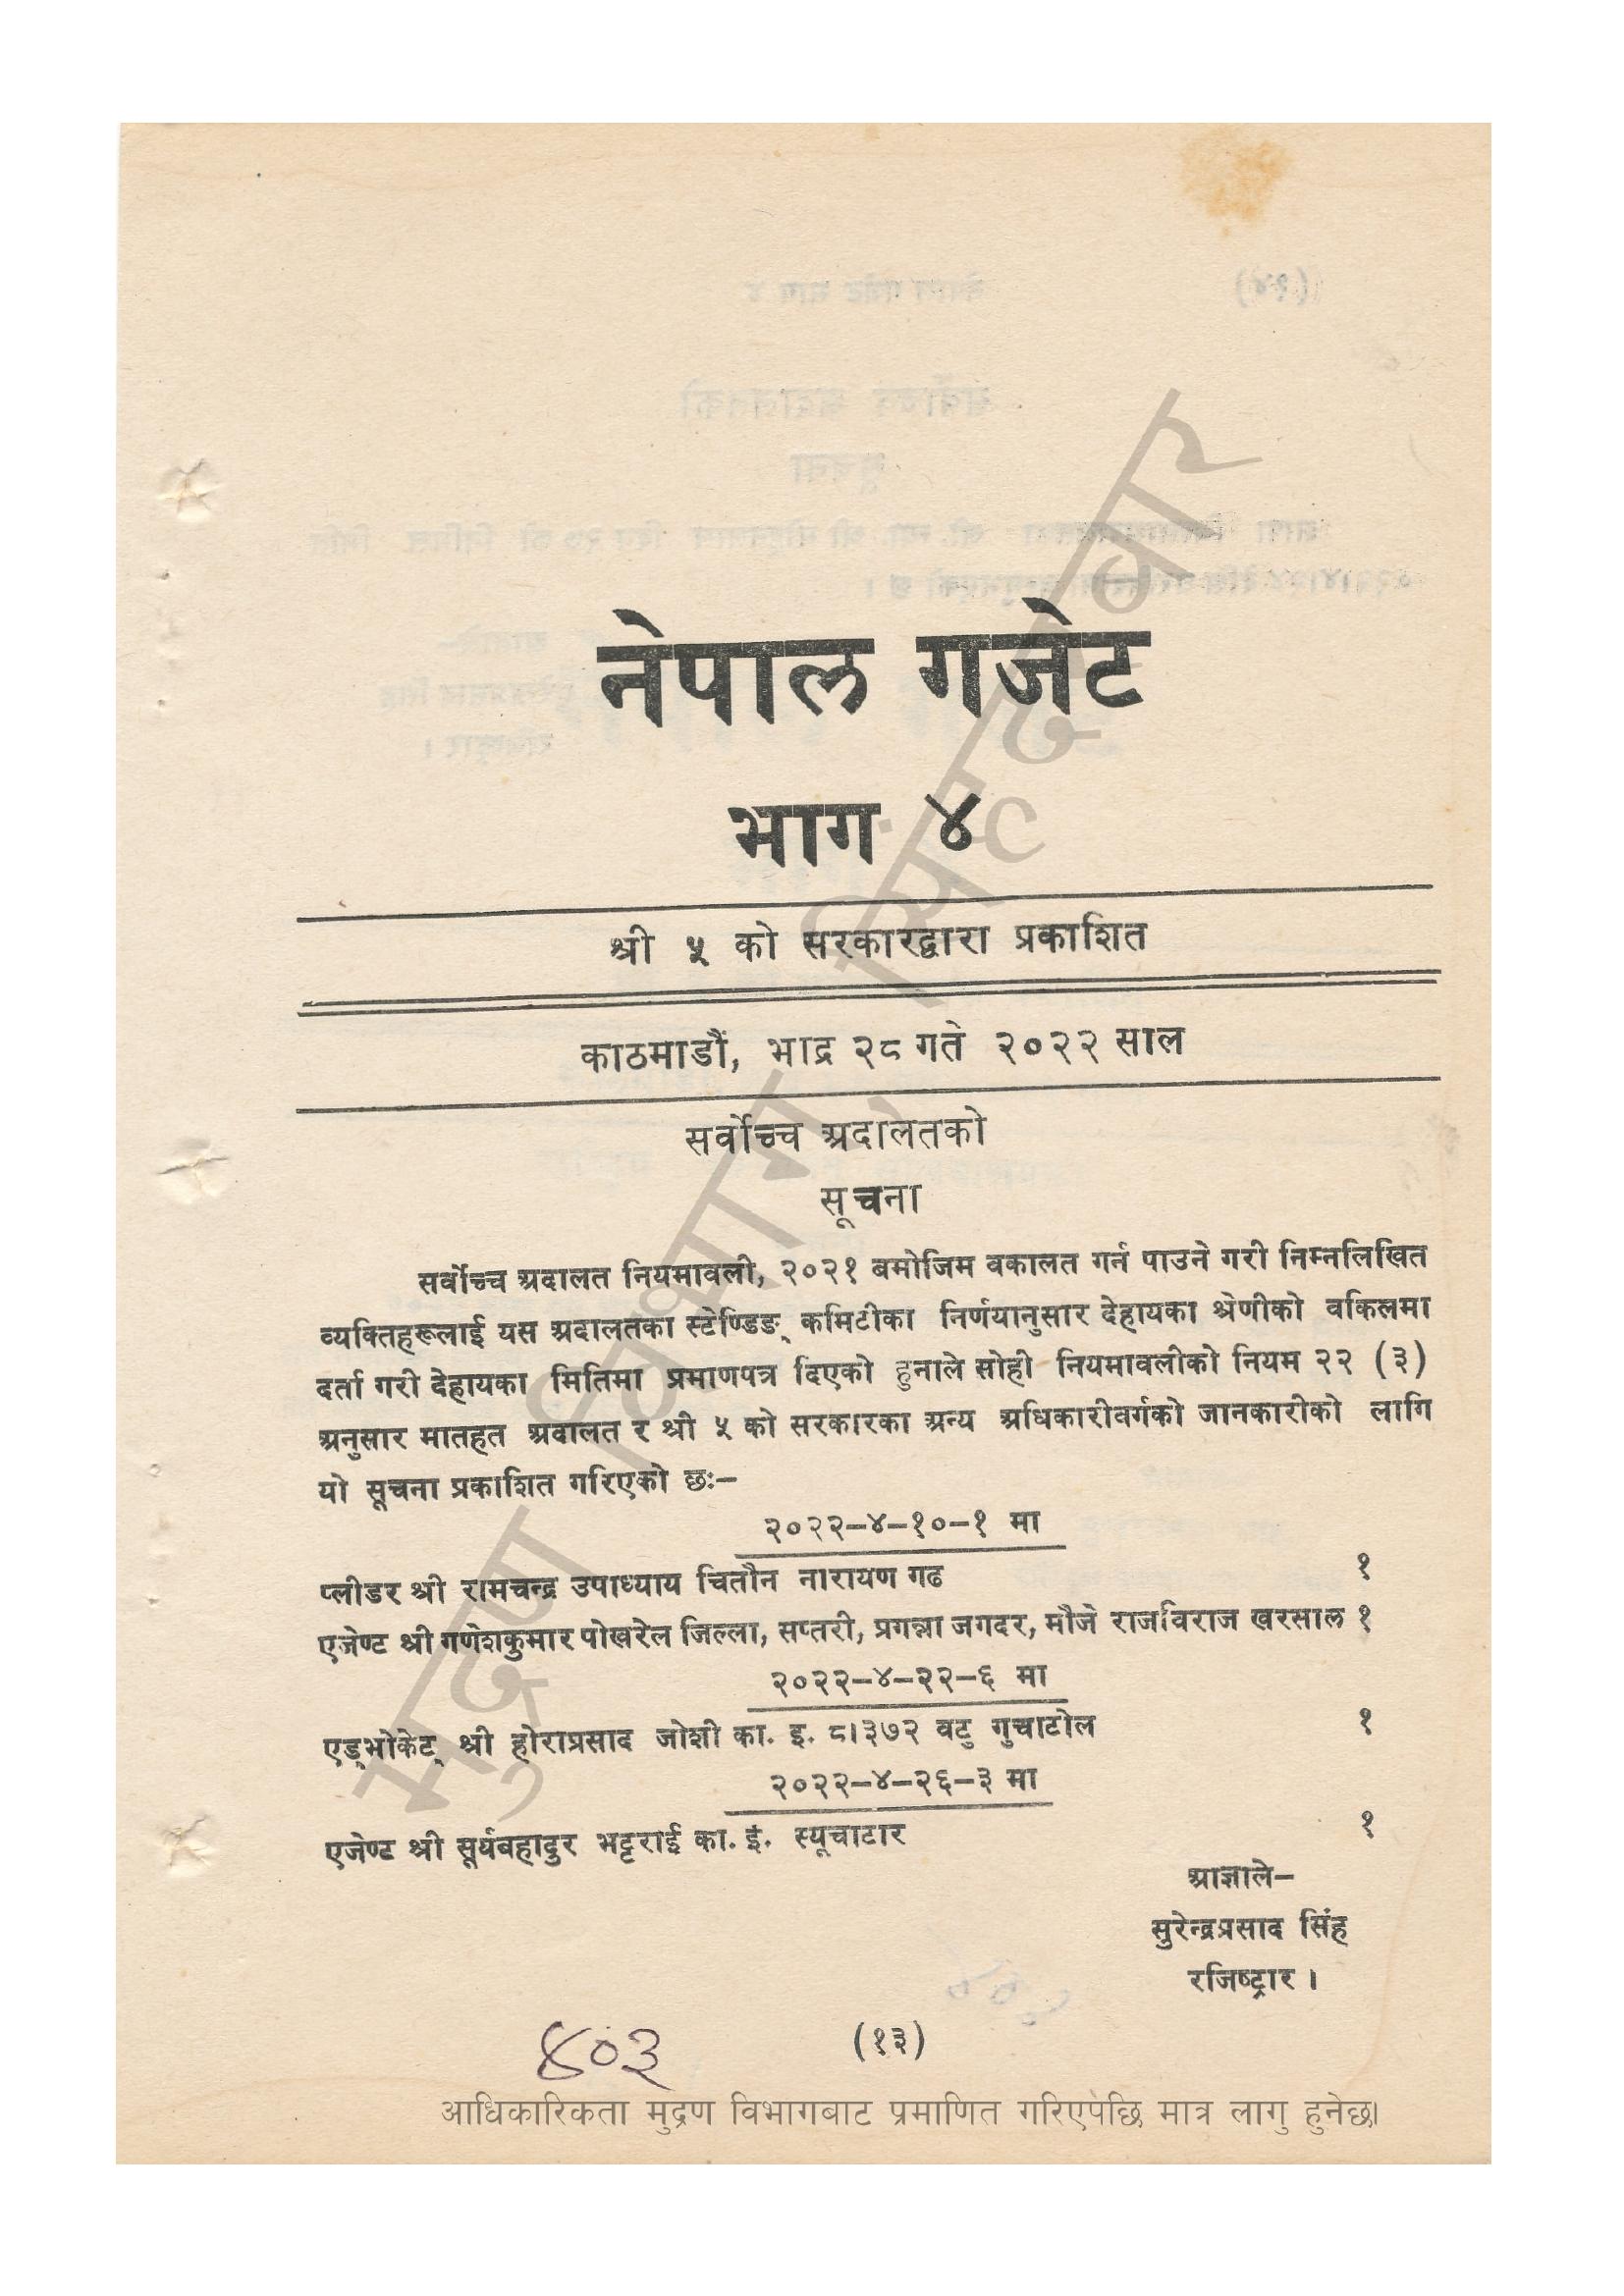 नेपाल गजेट
भाग ४
श्री ५ को सरकारद्वारा प्रकाशित
काठमाडौं, भाद्र २८ गते २०२२ साल
सर्वोच्च अदालतको
सूचना
सर्वोच्च अदालत नियमावली, २०२१ बमोजिम वकालत गर्न पाउने गरी निम्नलिखित
व्यक्तिहरूलाई यस अदालतका स्टेण्डिङ् कमिटीका निर्णयानुसार देहायका श्रेणीको वकिलमा
दर्ता गरी देहायका मितिमा प्रमाणपत्र दिएको हुनाले सोही नियमावलीको नियम २२ (३)
अनुसार मातहत अदालत र श्री ५ को सरकारका अन्य अधिकारीवर्गको जानकारीको लागि
यो सूचना प्रकाशित गरिएको छः–
२०२२–४–१०–१ मा
प्लीडर श्री रामचन्द्र उपाध्याय चितौन नारायण गढ १
एजेण्ट श्री गणेशकुमार पोखरेल जिल्ला, सप्तरी, प्रगन्ना जगदर, मौजे राजविराज खरसाल १
२०२२–४–२२–६ मा
एड्भोकेट् श्री होराप्रसाद जोशी का. इ. ८।३७२ वटु गुचाटोल १
२०२२–४–२६–३ मा
एजेण्ट श्री सूर्यबहादुर भट्टराई का. इं. स्यूचाटार १
आज्ञाले–
सुरेन्द्रप्रसाद सिंह
रजिष्ट्रार ।
४०३ (१३)
आधिकारिकता मुद्रण विभागबाट प्रमाणित गरिएपछि मात्र लागु हुनेछ।
मुद्रण विभाग, सिंहदरवार